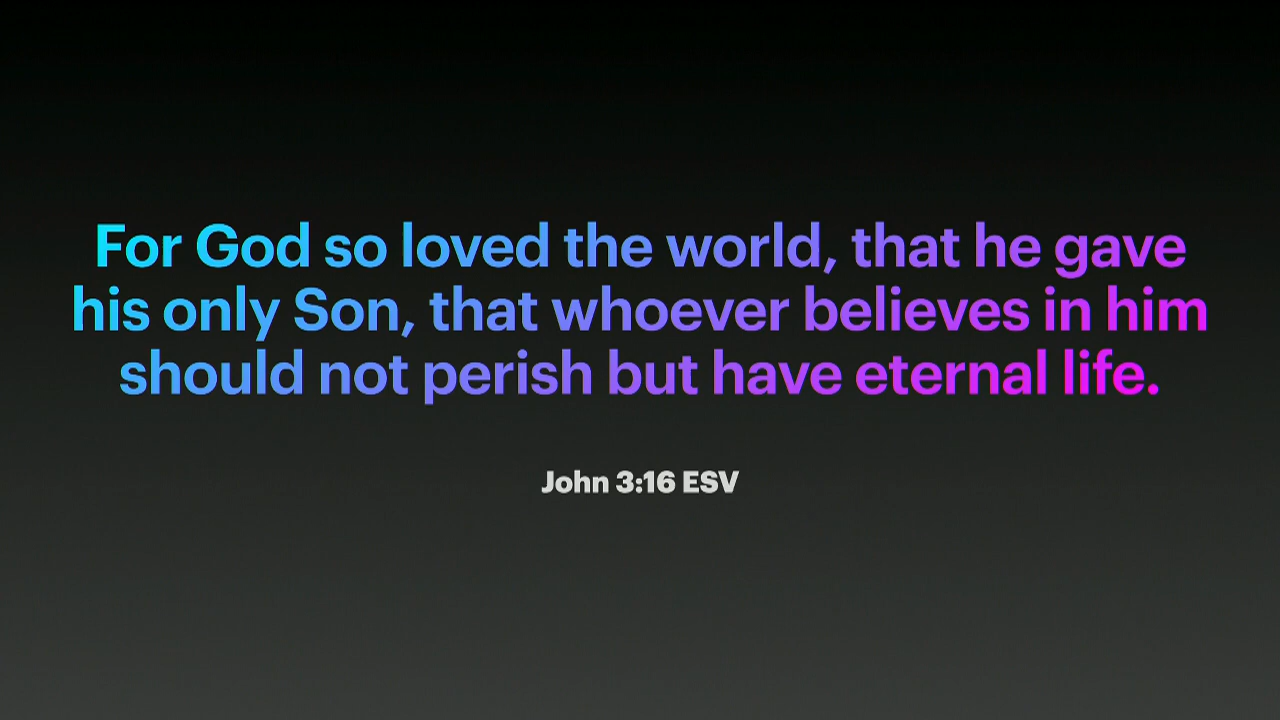 For God so loved the world, that he gave
his only Son, that whoever believes in him
should not perish but have eternal life.
John 3:16 ESV